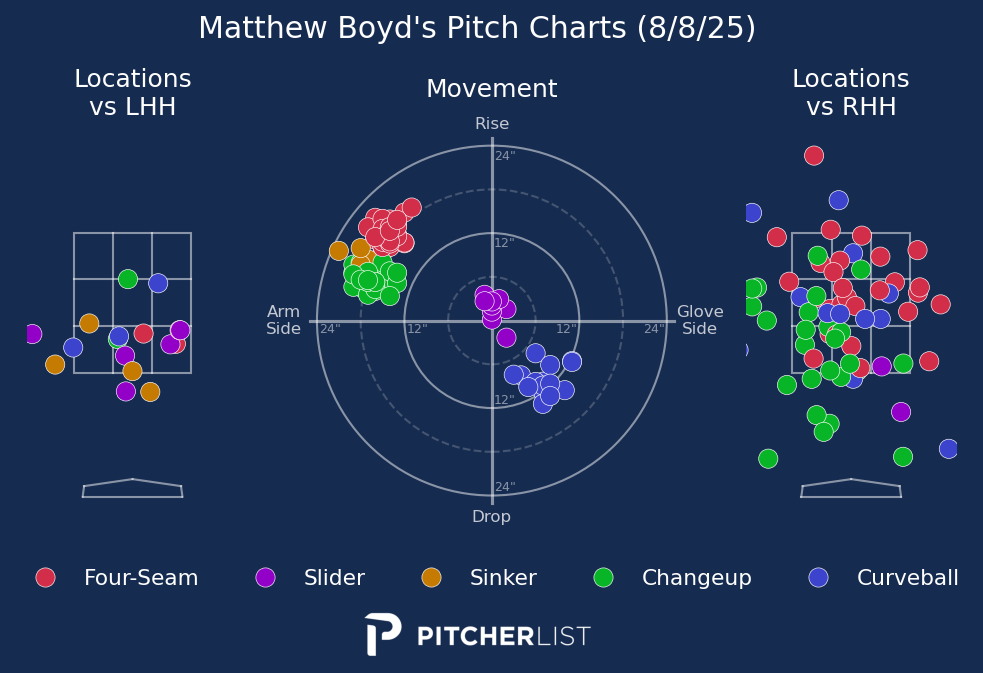 Matthew Boyd's Pitch Charts (8/8/25)
Locations
vs LHH
Movement
Locations
vs RHH
Rise
24"
12"
Arm
Side
24"
12"
12"
24"
Glove
Side
12"
24"
Drop
Four-Seam
Slider
Sinker
Changeup
Curveball
PITCHERLIST